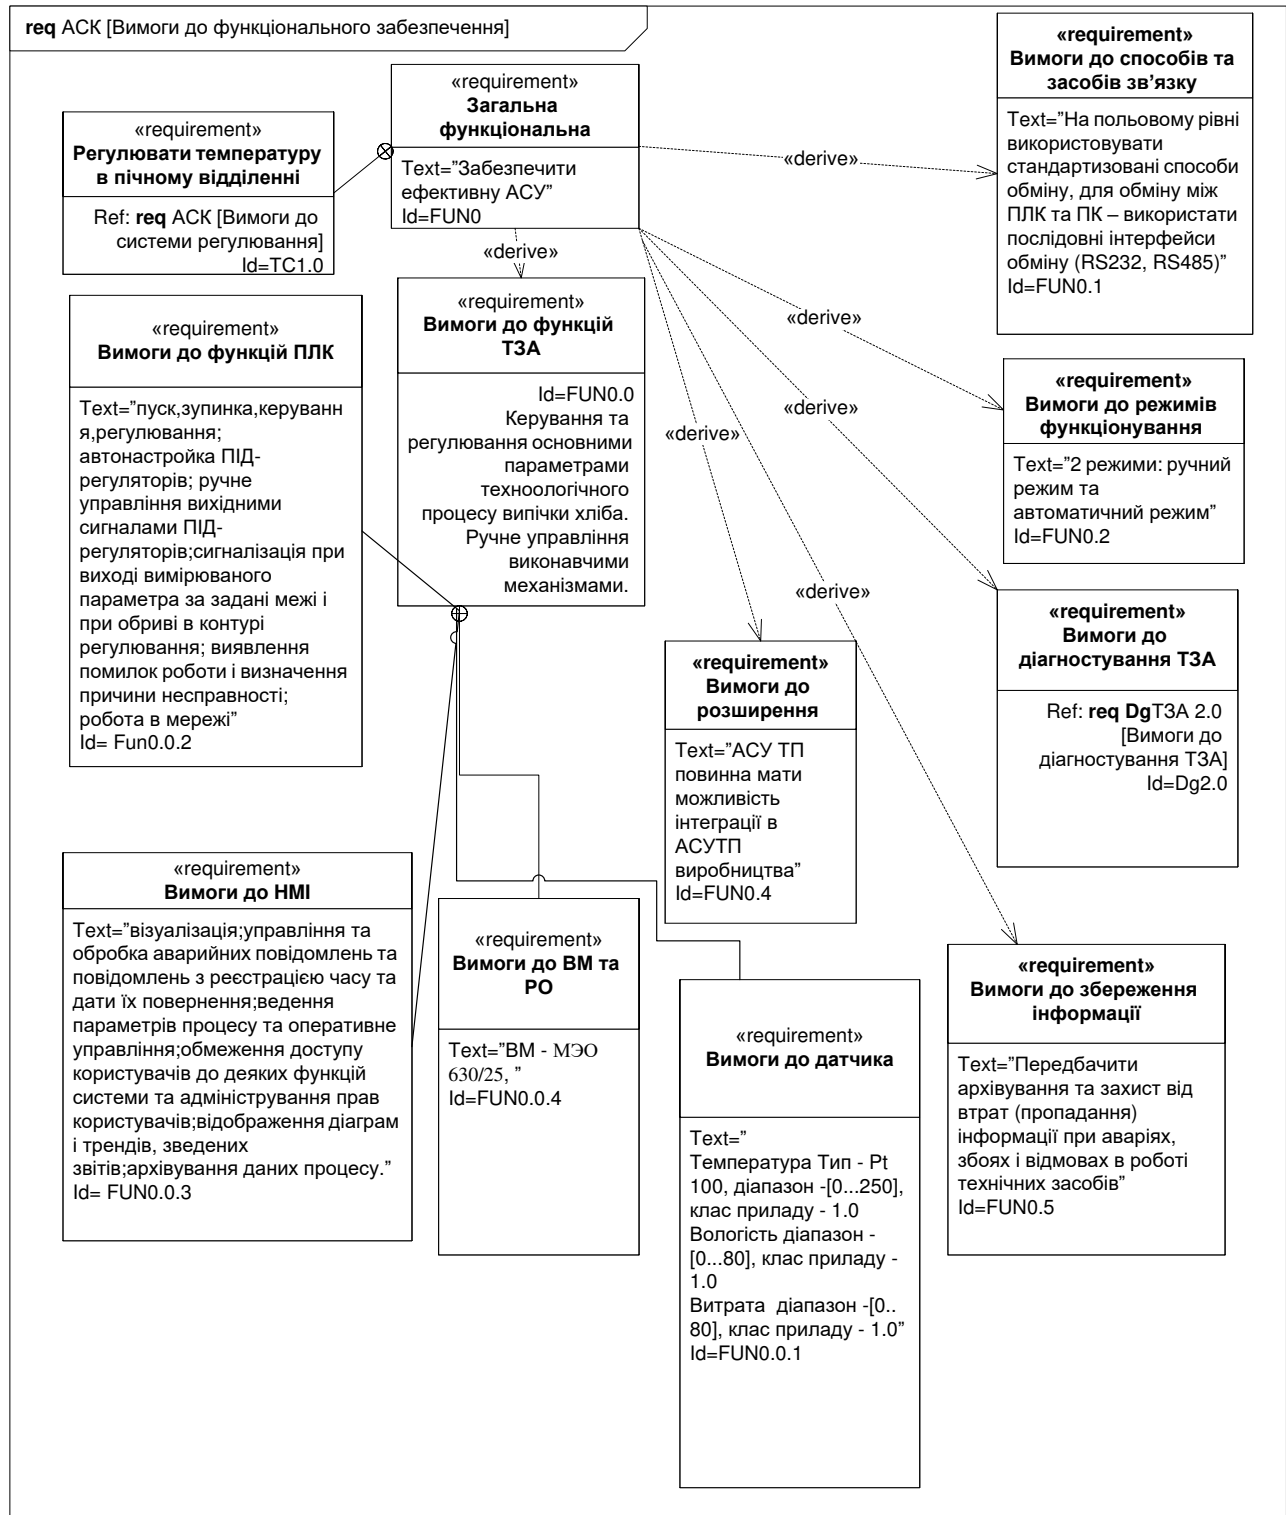 req АСК [Вимоги до функціонального забезпечення]
«requirement»
Загальна
функціональна
Text="Забезпечити
ефективну АСУ"
Id=FUN0
«requirement»
Регулювати температуру
в пічному відділенні
Ref: req АСК [Вимоги до
системи регулювання]
Id=TC1.0
«requirement»
Вимоги до способів та
засобів зв'язку
Text="На польовому рівні
використовувати
стандартизовані способи
обміну, для обміну між
ПЛК та ПК – використати
послідовні інтерфейси
обміну (RS232, RS485)"
Id=FUN0.1
«derive»
«derive»
«derive»
«derive»
«derive»
«derive»
«requirement»
Вимоги до функцій ПЛК
Text="пуск,зупинка,керуванн
я,регулювання;
автонастройка ПІД-
регуляторів; ручне
управління вихідними
сигналами ПІД-
регуляторів;сигналізація при
виході вимірюваного
параметра за задані межі і
при обриві в контурі
регулювання; виявлення
помилок роботи і визначення
причини несправності;
робота в мережі"
Id= Fun0.0.2
«requirement»
Вимоги до функцій
ТЗА
Id=FUN0.0
Керування та
регулювання основними
параметрами
техноологічного
процесу випічки хліба.
Ручне управління
виконавчими
механізмами.
«requirement»
Вимоги до режимів
функціонування
Text="2 режими: ручний
режим та
автоматичний режим"
Id=FUN0.2
«requirement»
Вимоги до
діагностування ТЗА
Ref: req DgТЗА 2.0
[Вимоги до
діагностування ТЗА]
Id=Dg2.0
«requirement»
Вимоги до
розширення
Text="АСУ ТП
повинна мати
можливість
інтеграції в
АСУТП
виробництва"
Id=FUN0.4
«requirement»
Вимоги до HMI
Text="візуалізація;управління та
обробка аварийних повідомлень та
повідомлень з реєстрацією часу та
дати їх повернення;ведення
параметрів процесу та оперативне
управління;обмеження доступу
користувачів до деяких функцій
системи та адміністрування прав
користувачів;відображення діаграм
і трендів, зведених
звітів;архівування даних процесу."
Id= FUN0.0.3
«requirement»
Вимоги до ВМ та
РО
Text="ВМ - МЭО
630/25, "
Id=FUN0.0.4
«requirement»
Вимоги до датчика
Text="
Температура Тип - Pt
100, діапазон -[0...250],
клас приладу - 1.0
Вологість діапазон -
[0...80], клас приладу -
1.0
Витрата діапазон -[0..
80], клас приладу - 1.0"
Id=FUN0.0.1
«requirement»
Вимоги до збереження
інформації
Text="Передбачити
архівування та захист від
втрат (пропадання)
інформації при аваріях,
збоях і відмовах в роботі
технічних засобів"
Id=FUN0.5